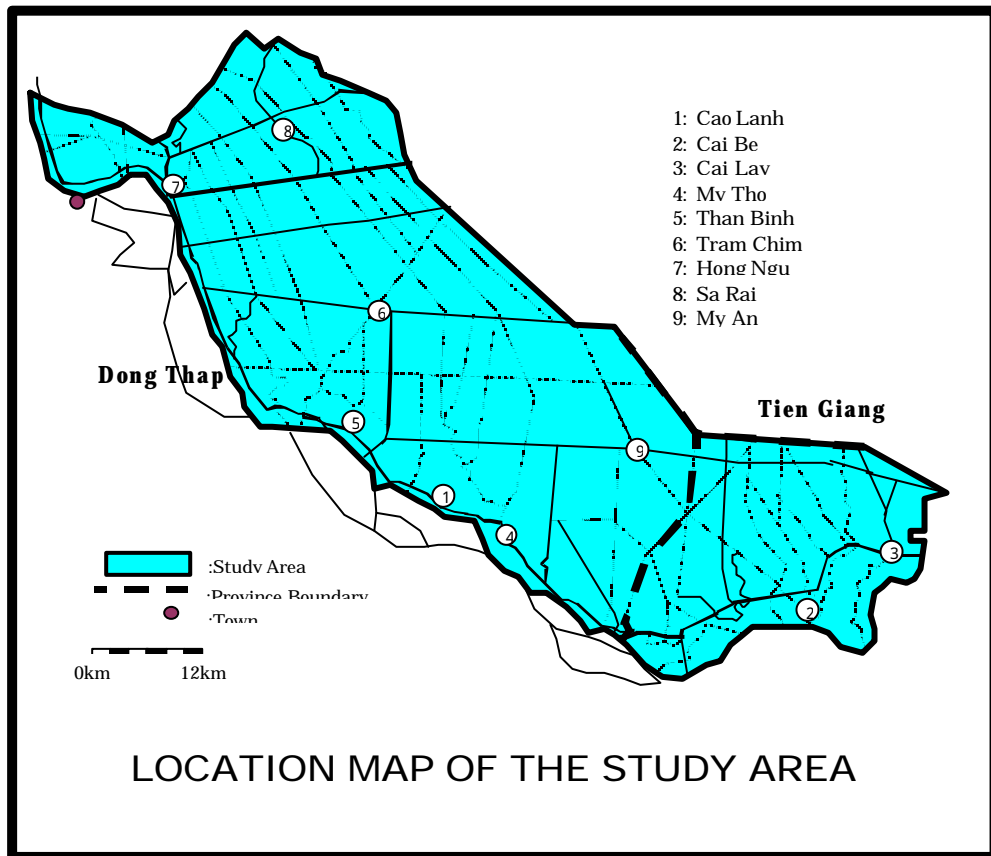 1: Cao Lanh
2: Cai Be
3: Cai Lav
4: Mv Tho
5: Than Binh
6: Tram Chim
7: Hong Ngu
8: Sa Rai
9: My An
8
7
6
Dong Thap
Tien Giang
5
9
1
4
3
2
:Study Area
:Province Boundary
:Town
0km 12km
LOCATION MAP OF THE STUDY AREA